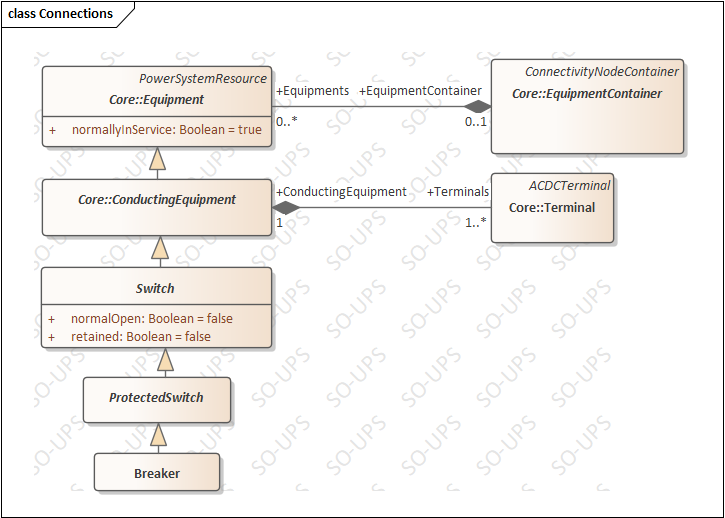 class Connections
PowerSystemResource
Core::Equipment
+ normallyInService: Boolean = true
+Equipments +EquipmentContainer
0..* 0..1
ConnectivityNodeContainer
Core::EquipmentContainer
Core::ConductingEquipment
+ConductingEquipment +Terminals
1 1..*
ACDCTerminal
Core::Terminal
Switch
+ normalOpen: Boolean = false
+ retained: Boolean = false
ProtectedSwitch
Breaker
SO-UPS